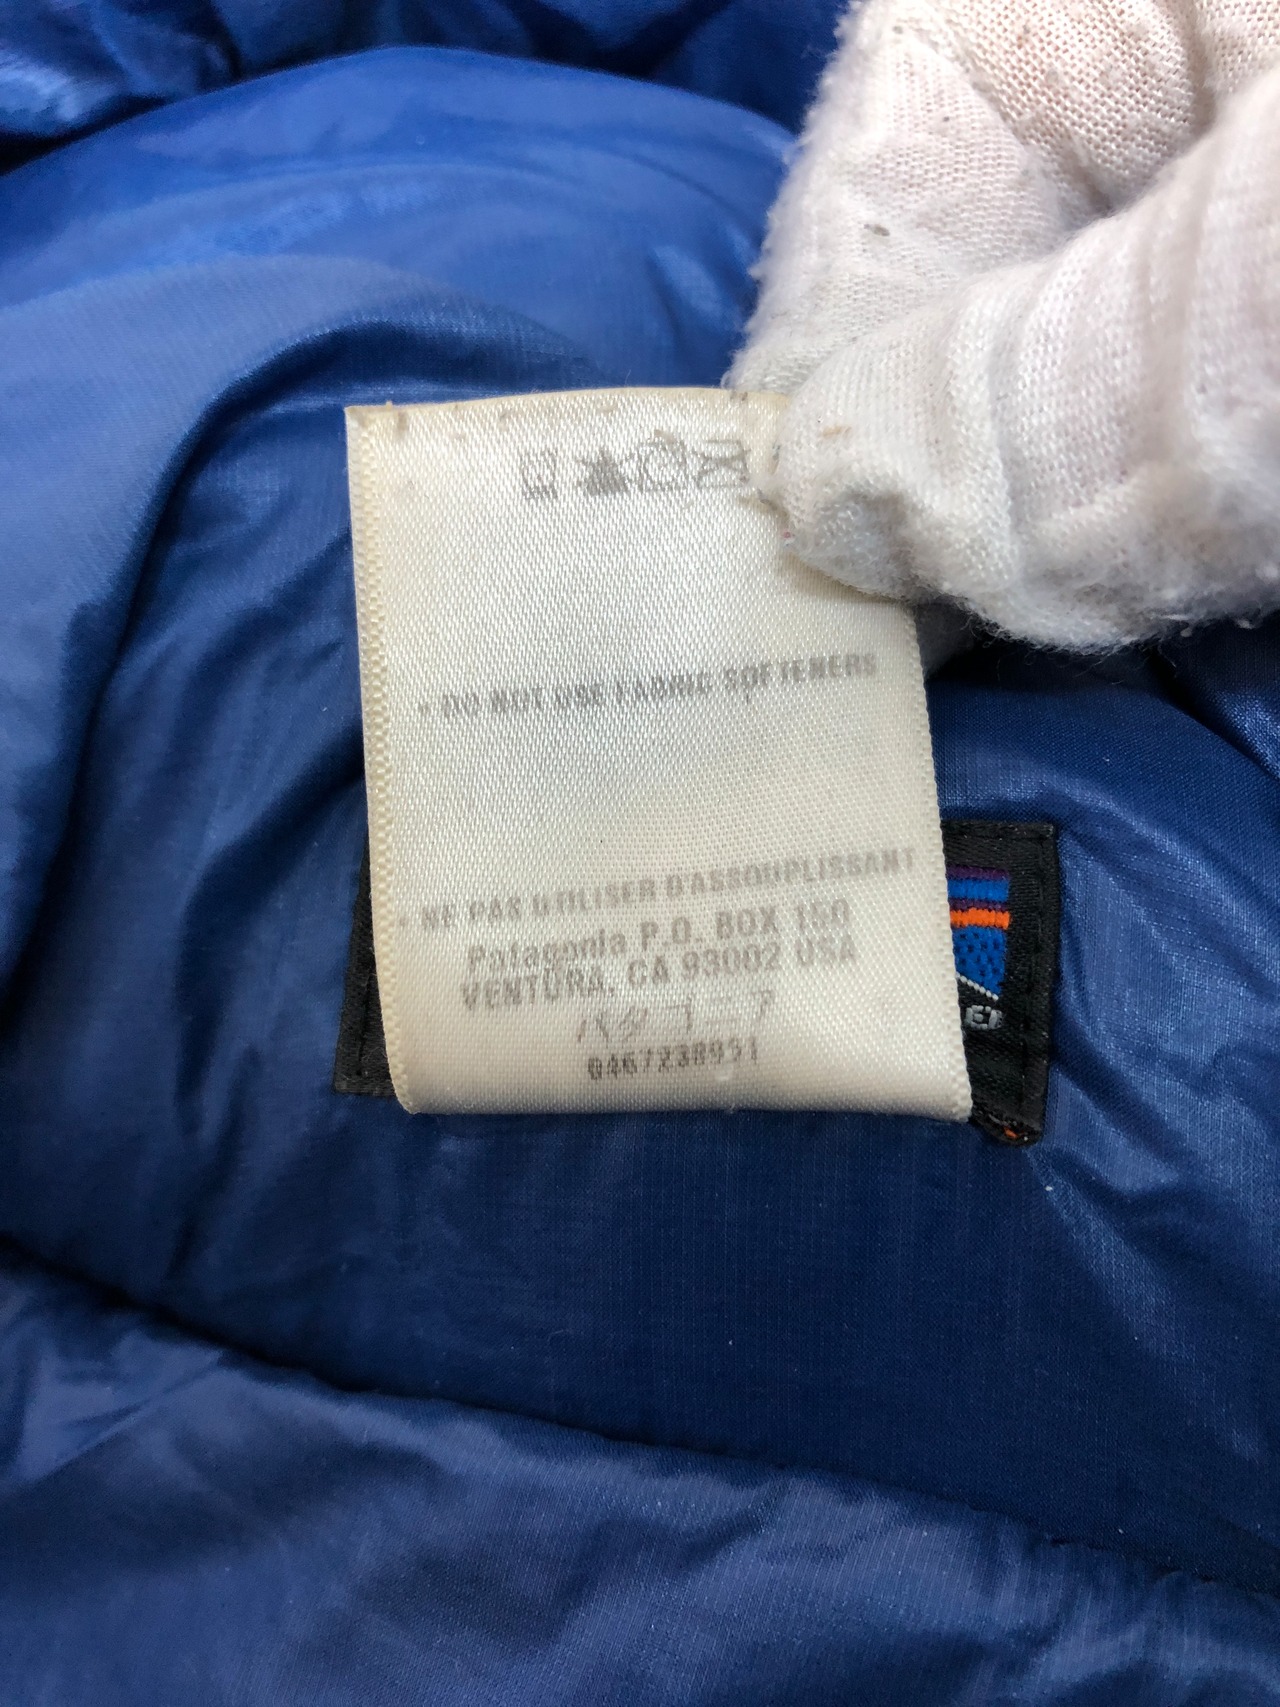 * DO NOT USE FABRIC SOFTENERS
* NE PAS UTILISER D'ASSOUPLISSANT
Patagonia P.O. BOX 150
VENTURA, CA 93002 USA
パタゴニア
0467238951